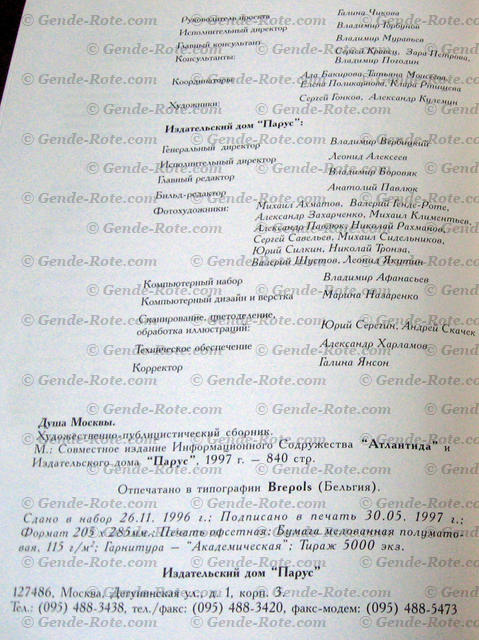 Руководитель проекта Галина Чикова
Исполнительный директор Владимир Горбунов
Главный консультант Владимир Муравьев
Консультанты: Сергей Кравец, Зара Петрова,
Владимир Погодин
Координаторы: Ада Бакирова, Татьяна Моисеева,
Елена Поликарпова, Клара Ртищева
Художники: Сергей Гонков, Александр Кулемин
Издательский дом "Парус":
Генеральный директор Владимир Вербицкий
Исполнительный директор Леонид Алексеев
Главный редактор Владимир Боровяк
Бильд-редактор Анатолий Павлюк
Фотохудожники: Михаил Ахматов, Валерий Генде-Роте,
Александр Захарченко, Михаил Климентьев,
Александр Павлюк, Николай Рахманов,
Сергей Савельев, Михаил Сидельников,
Юрий Силкин, Николай Тронза,
Валерий Шустов, Леонид Якутин
Компьютерный набор Владимир Афанасьев
Компьютерный дизайн и верстка Марина Назаренко
Сканирование, цветоделение,
обработка иллюстраций: Юрий Серегин, Андрей Скачек
Техническое обеспечение Александр Харламов
Корректор Галина Янсон
Душа Москвы.
Художественно-публицистический сборник.
М.: Совместное издание Информационного Содружества "Атлантида" и
Издательского дома "Парус", 1997 г. — 840 стр.
Отпечатано в типографии Brepols (Бельгия).
Сдано в набор 26.11. 1996 г.; Подписано в печать 30.05. 1997 г.;
Формат 205 х 285мм.; Печать офсетная; Бумага мелованная полумато-
вая, 115 г/м²; Гарнитура — "Академическая"; Тираж 5000 экз.
Издательский дом "Парус"
127486, Москва, Дегунинская ул., д. 1, корп. 3.
Тел.: (095) 488-3438, тел./факс: (095) 488-3420, факс-модем: (095) 488-5473
© Gende-Rote.com